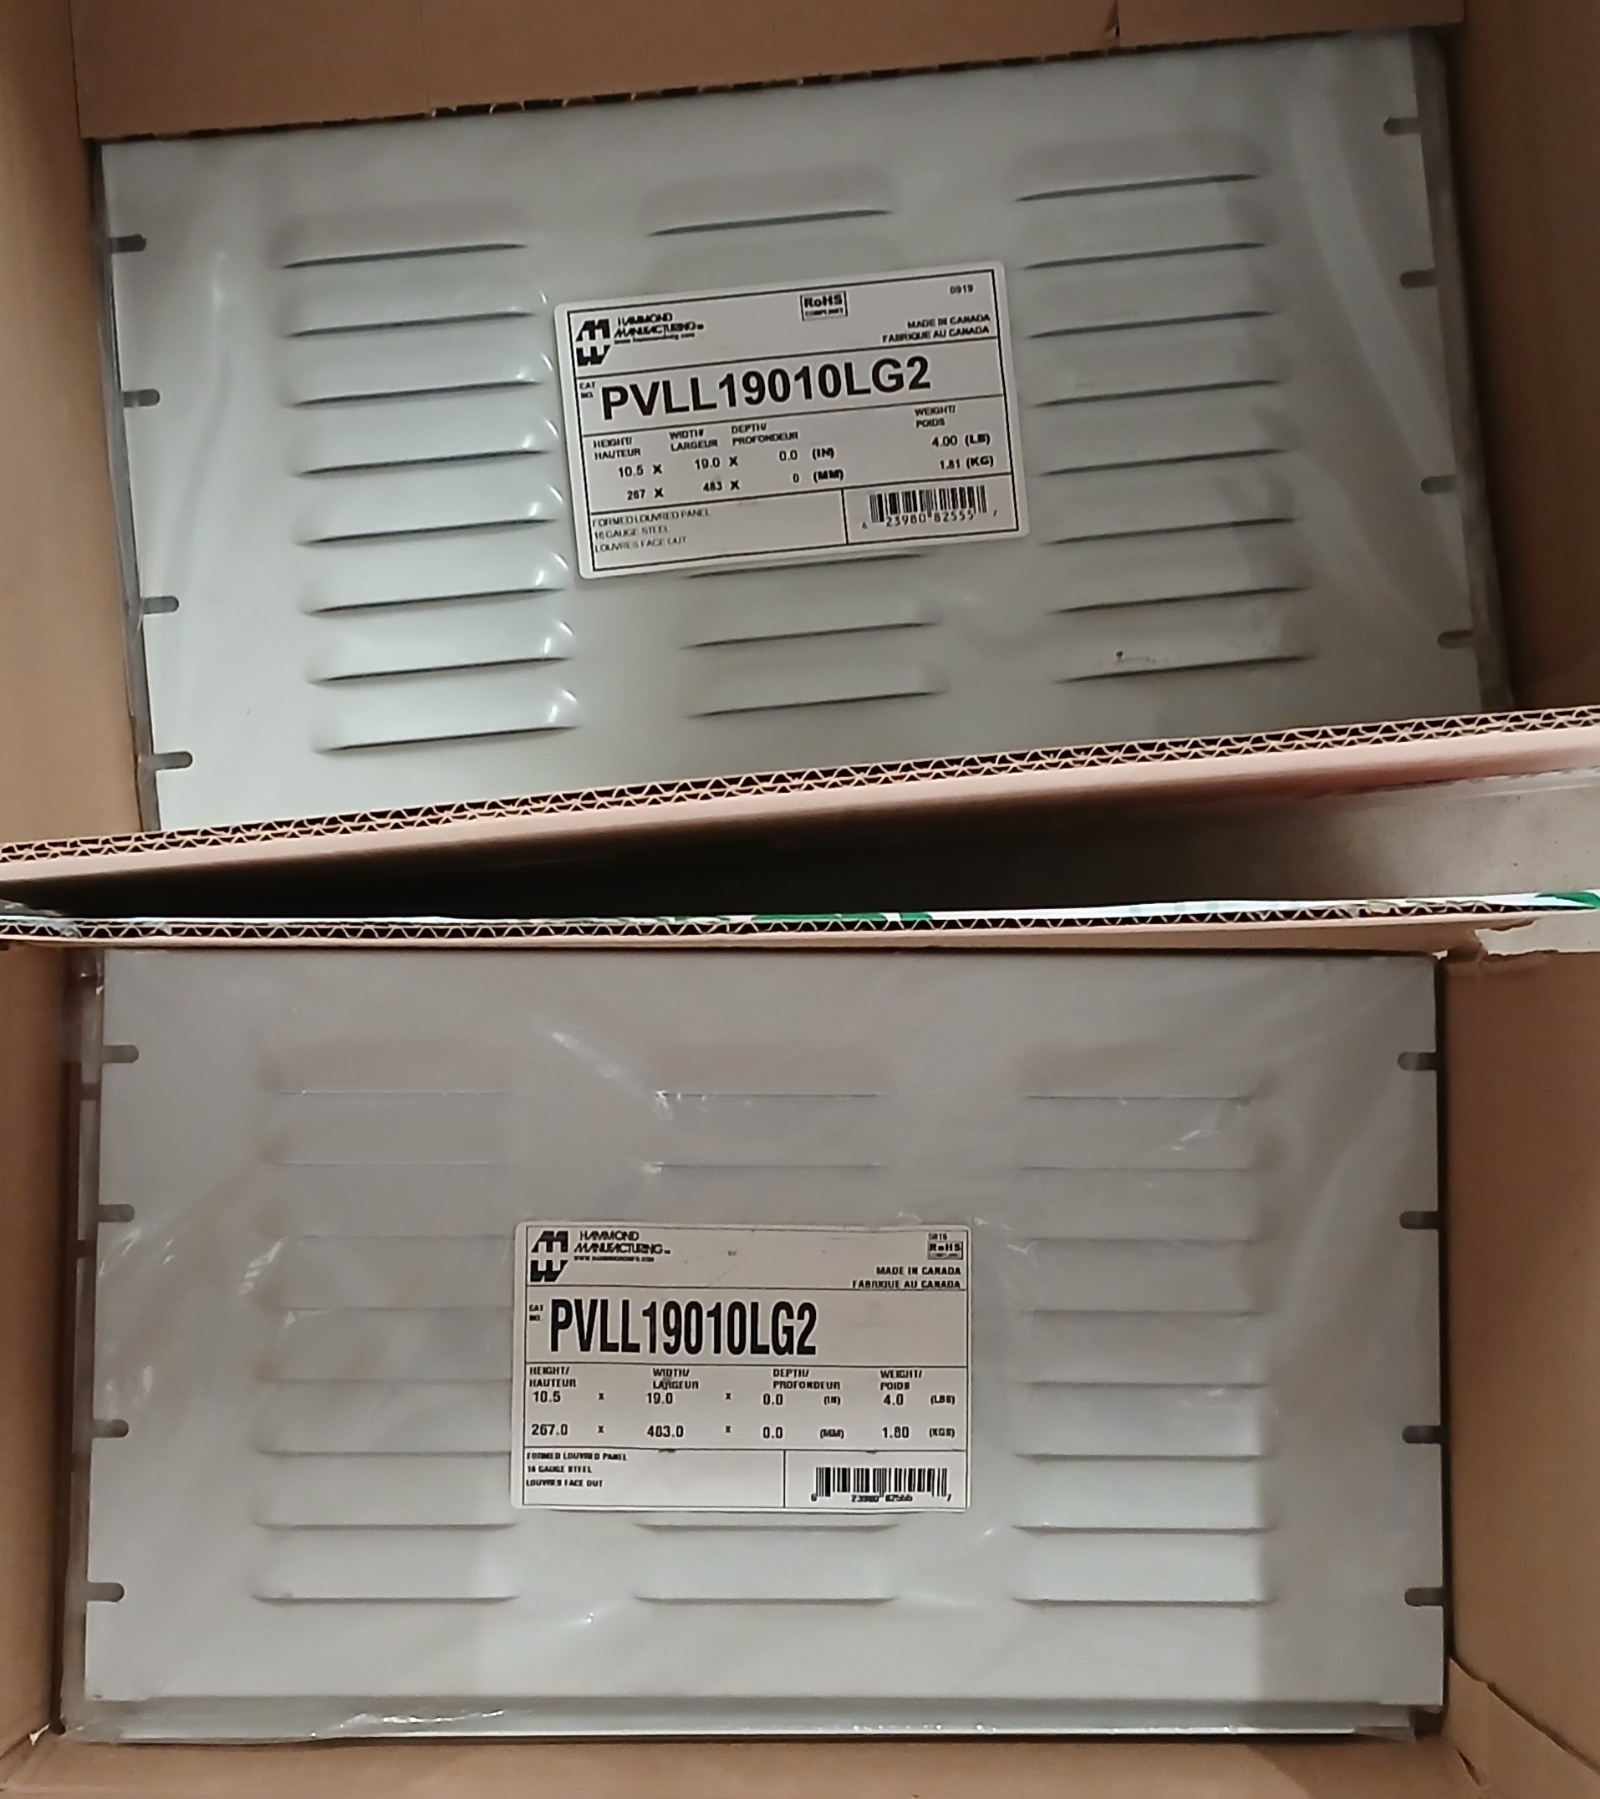 HAMMOND
MANUFACTURING
RoHS
COMPLIANT
0919
MADE IN CANADA
FABRIQUE AU CANADA
CAT
NO.
PVLL19010LG2
HEIGHT/
HAUTEUR
WIDTH/
LARGEUR
DEPTH/
PROFONDEUR
WEIGHT/
POIDS
10.5 X 19.0 X 0.0 (IN) 4.00 (LB)
267 X 483 X 0 (MM) 1.81 (KG)
FORMED LOUVRED PANEL
16 GAUGE STEEL
LOUVRES FACE OUT
6 23980 82555 7
HAMMOND
MANUFACTURING
RoHS
MADE IN CANADA
FABRIQUE AU CANADA
CAT
NO.
PVLL19010LG2
HEIGHT/
HAUTEUR
WIDTH/
LARGEUR
DEPTH/
PROFONDEUR
WEIGHT/
POIDS
10.5 x 19.0 x 0.0 (IN) 4.0 (LBS)
267.0 x 483.0 x 0.0 (MM) 1.80 (KGS)
FORMED LOUVRED PANEL
16 GAUGE STEEL
LOUVRES FACE OUT